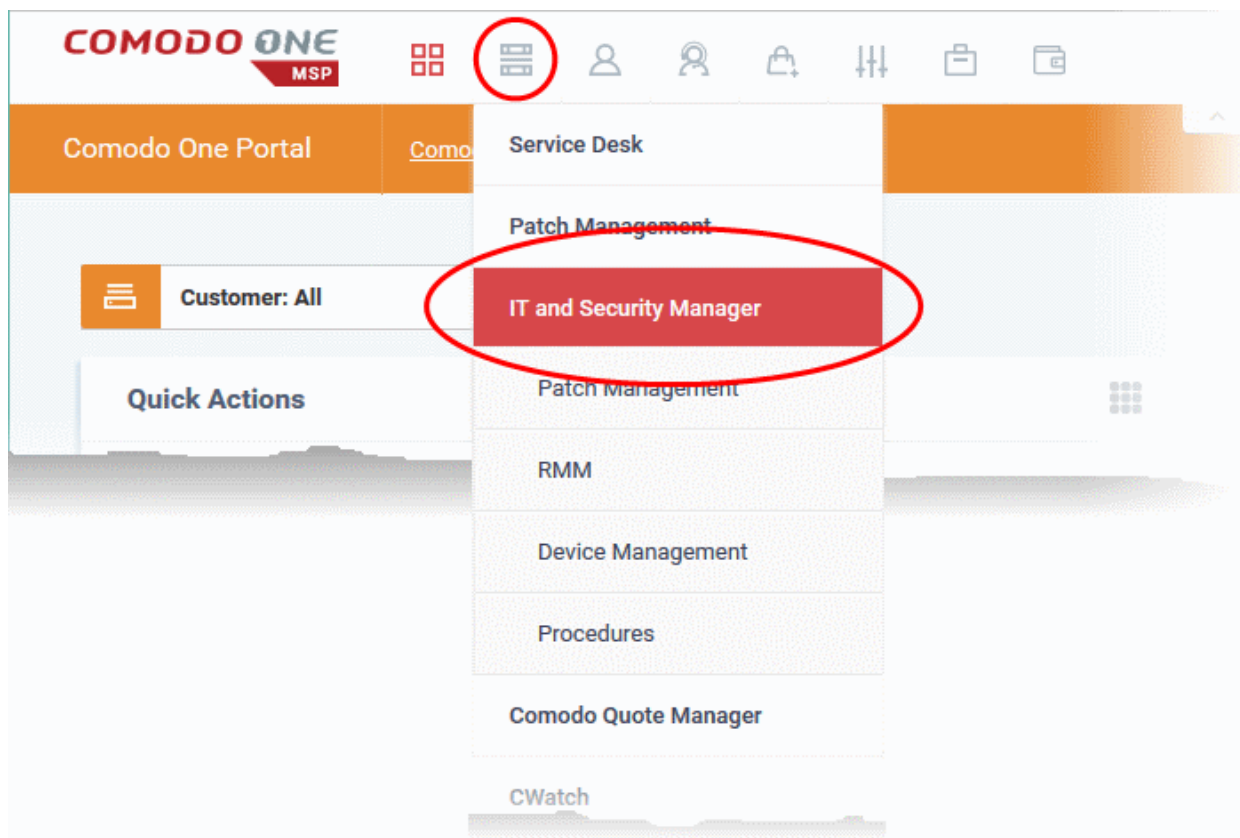 COMODO ONE
MSP
Comodo One Portal
Como
Service Desk
Patch Management
Customer: All
IT and Security Manager
Quick Actions
Patch Management
RMM
Device Management
Procedures
Comodo Quote Manager
CWatch